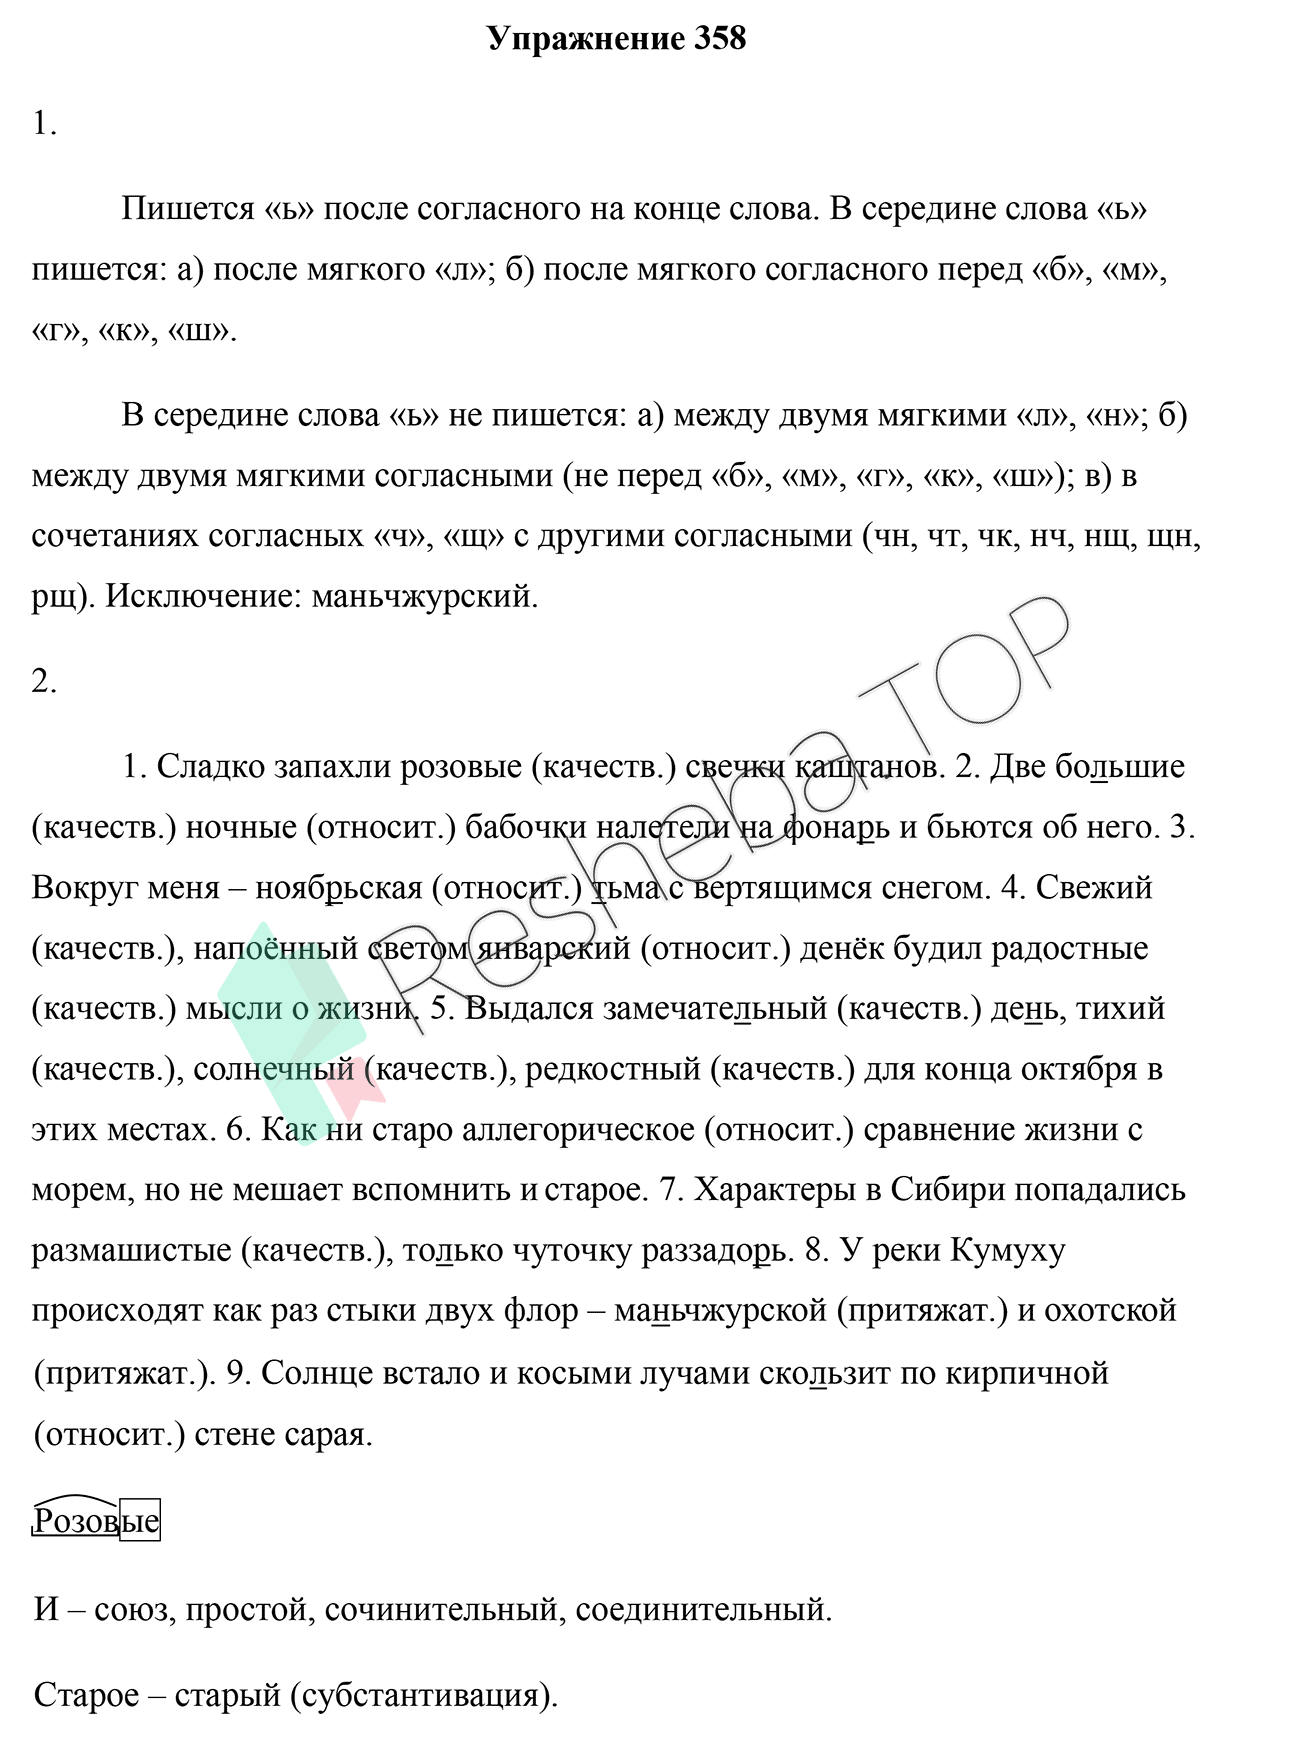 Упражнение 358
1.
Пишется «ь» после согласного на конце слова. В середине слова «ь»
пишется: а) после мягкого «л»; б) после мягкого согласного перед «б», «м»,
«г», «к», «ш».
В середине слова «ь» не пишется: а) между двумя мягкими «л», «н»; б)
между двумя мягкими согласными (не перед «б», «м», «г», «к», «ш»); в) в
сочетаниях согласных «ч», «щ» с другими согласными (чн, чт, чк, нч, нщ, щн,
рщ). Исключение: маньчжурский.
2.
1. Сладко запахли розовые (качеств.) свечки каштанов. 2. Две большие
(качеств.) ночные (относит.) бабочки налетели на фонарь и бьются об него. 3.
Вокруг меня – ноябрьская (относит.) тьма с вертящимся снегом. 4. Свежий
(качеств.), напоённый светом январский (относит.) денёк будил радостные
(качеств.) мысли о жизни. 5. Выдался замечательный (качеств.) день, тихий
(качеств.), солнечный (качеств.), редкостный (качеств.) для конца октября в
этих местах. 6. Как ни старо аллегорическое (относит.) сравнение жизни с
морем, но не мешает вспомнить и старое. 7. Характеры в Сибири попадались
размашистые (качеств.), только чуточку раззадорь. 8. У реки Кумуху
происходят как раз стыки двух флор – маньчжурской (притяжат.) и охотской
(притяжат.). 9. Солнце встало и косыми лучами скользит по кирпичной
(относит.) стене сарая.
Розовые
И – союз, простой, сочинительный, соединительный.
Старое – старый (субстантивация).
Resheba.TOP